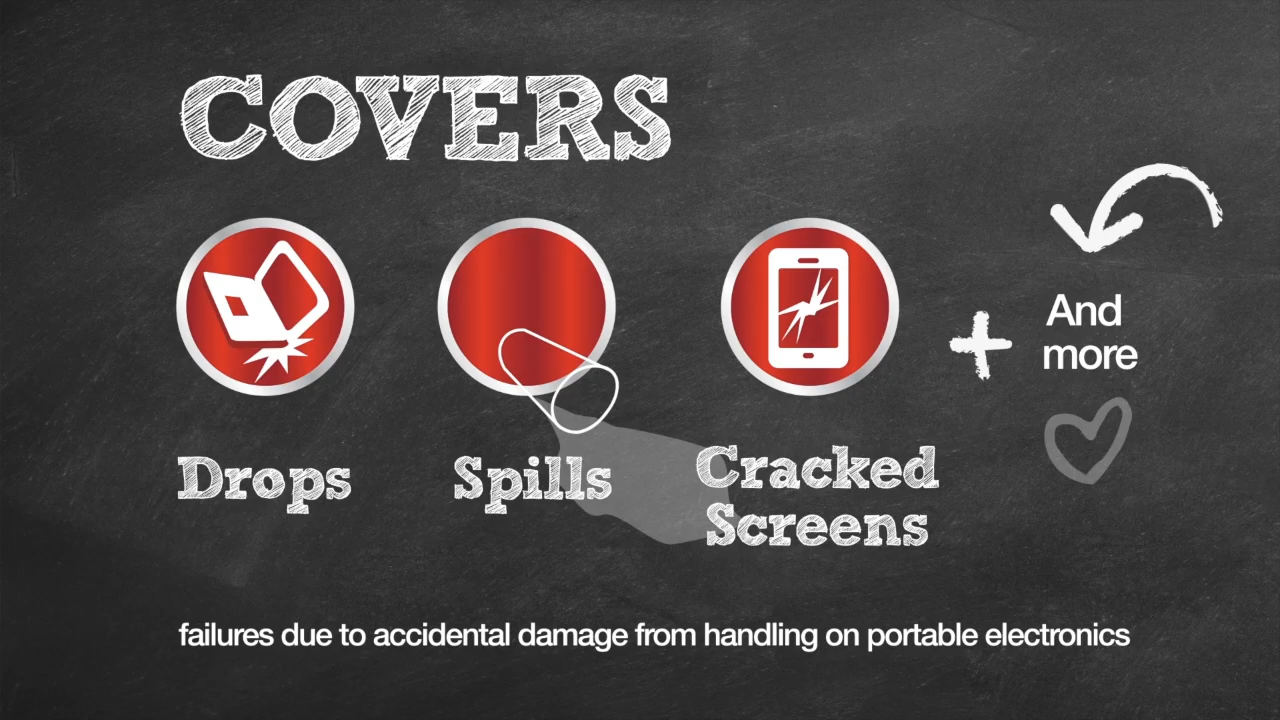 COVERS
Drops
Spills
Cracked
Screens
And
more
failures due to accidental damage from handling on portable electronics